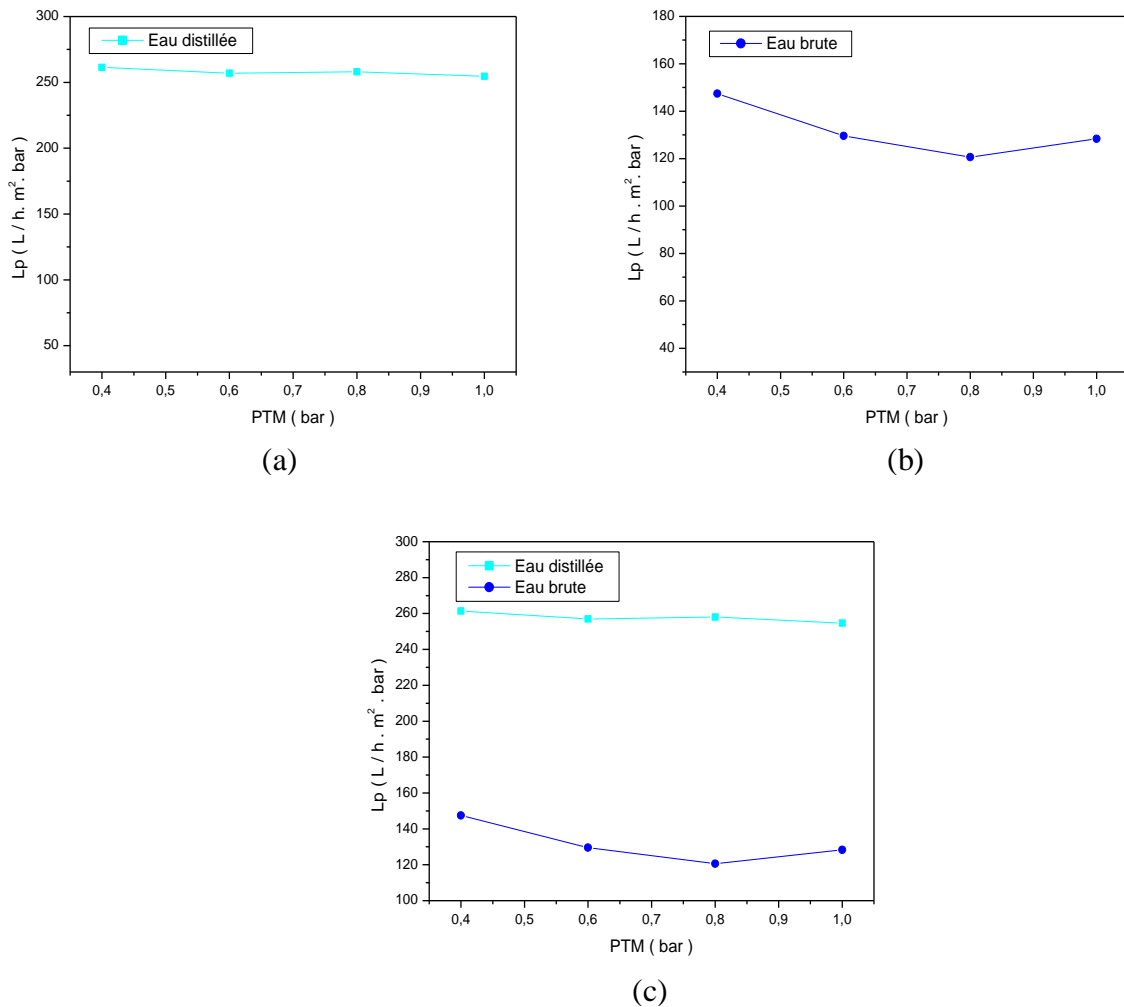 Eau distillée
300
250
200
150
100
50
Lp ( L / h. m². bar )
0,4 0,5 0,6 0,7 0,8 0,9 1,0
PTM ( bar )
(a)
Eau brute
180
160
140
120
100
80
60
40
Lp ( L / h . m² . bar )
0,4 0,5 0,6 0,7 0,8 0,9 1,0
PTM ( bar )
(b)
Eau distillée
Eau brute
300
280
260
240
220
200
180
160
140
120
100
Lp ( L / h . m² . bar )
0,4 0,5 0,6 0,7 0,8 0,9 1,0
PTM ( bar )
(c)